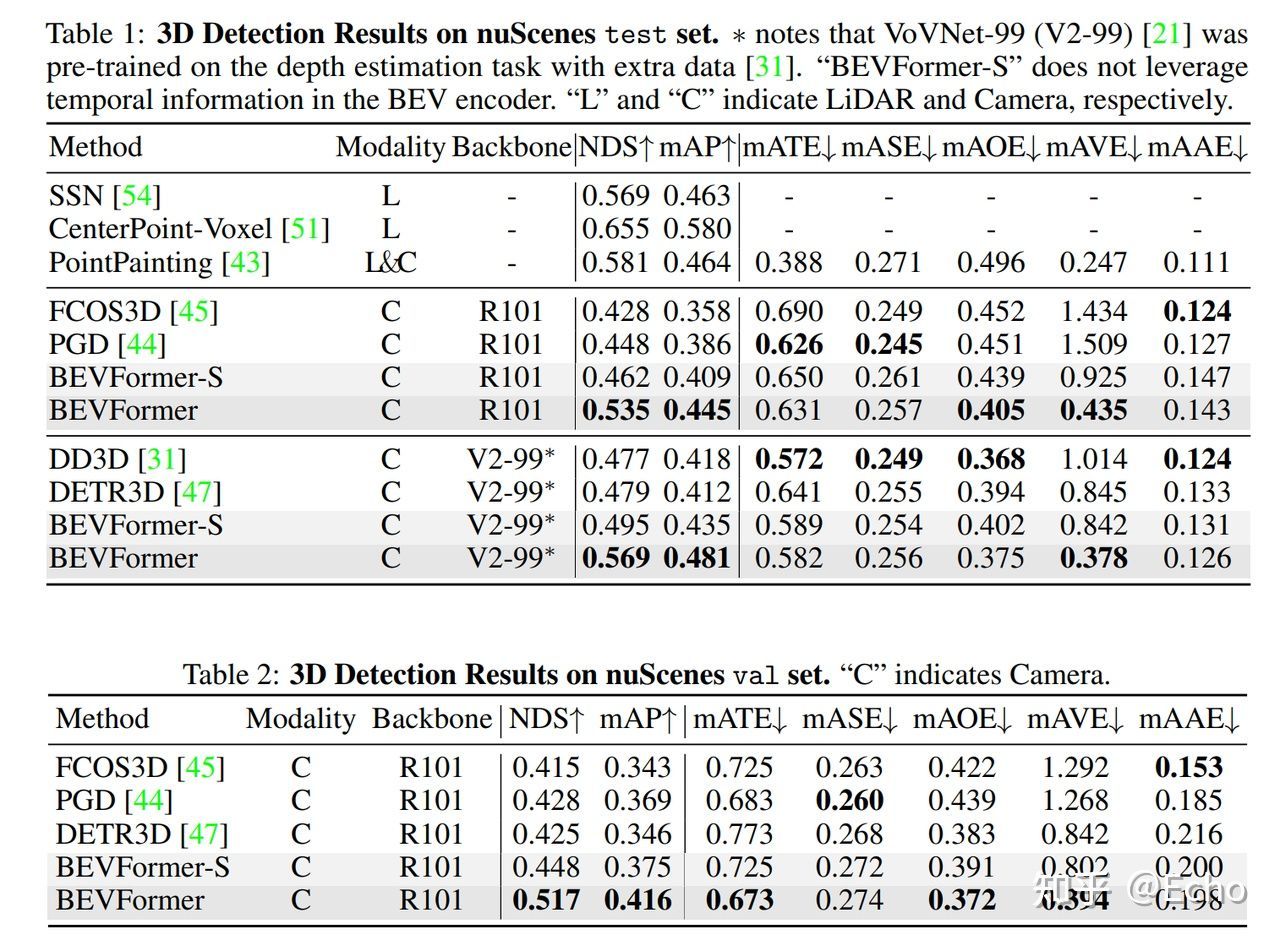 Table 1: 3D Detection Results on nuScenes test set. * notes that VoVNet-99 (V2-99) [21] was
pre-trained on the depth estimation task with extra data [31]. “BEVFormer-S” does not leverage
temporal information in the BEV encoder. “L” and “C” indicate LiDAR and Camera, respectively.
Method Modality Backbone NDS↑ mAP↑ mATE↓ mASE↓ mAOE↓ mAVE↓ mAAE↓
SSN [54] L - 0.569 0.463 - - - - -
CenterPoint-Voxel [51] L - 0.655 0.580 - - - - -
PointPainting [43] L&C - 0.581 0.464 0.388 0.271 0.496 0.247 0.111
FCOS3D [45] C R101 0.428 0.358 0.690 0.249 0.452 1.434 0.124
PGD [44] C R101 0.448 0.386 0.626 0.245 0.451 1.509 0.127
BEVFormer-S C R101 0.462 0.409 0.650 0.261 0.439 0.925 0.147
BEVFormer C R101 0.535 0.445 0.631 0.257 0.405 0.435 0.143
DD3D [31] C V2-99* 0.477 0.418 0.572 0.249 0.368 1.014 0.124
DETR3D [47] C V2-99* 0.479 0.412 0.641 0.255 0.394 0.845 0.133
BEVFormer-S C V2-99* 0.495 0.435 0.589 0.254 0.402 0.842 0.131
BEVFormer C V2-99* 0.569 0.481 0.582 0.256 0.375 0.378 0.126
Table 2: 3D Detection Results on nuScenes val set. “C” indicates Camera.
Method Modality Backbone NDS↑ mAP↑ mATE↓ mASE↓ mAOE↓ mAVE↓ mAAE↓
FCOS3D [45] C R101 0.415 0.343 0.725 0.263 0.422 1.292 0.153
PGD [44] C R101 0.428 0.369 0.683 0.260 0.439 1.268 0.185
DETR3D [47] C R101 0.425 0.346 0.773 0.268 0.383 0.842 0.216
BEVFormer-S C R101 0.448 0.375 0.725 0.272 0.391 0.802 0.200
BEVFormer C R101 0.517 0.416 0.673 0.274 0.372 0.394 0.198
知乎 @Echo